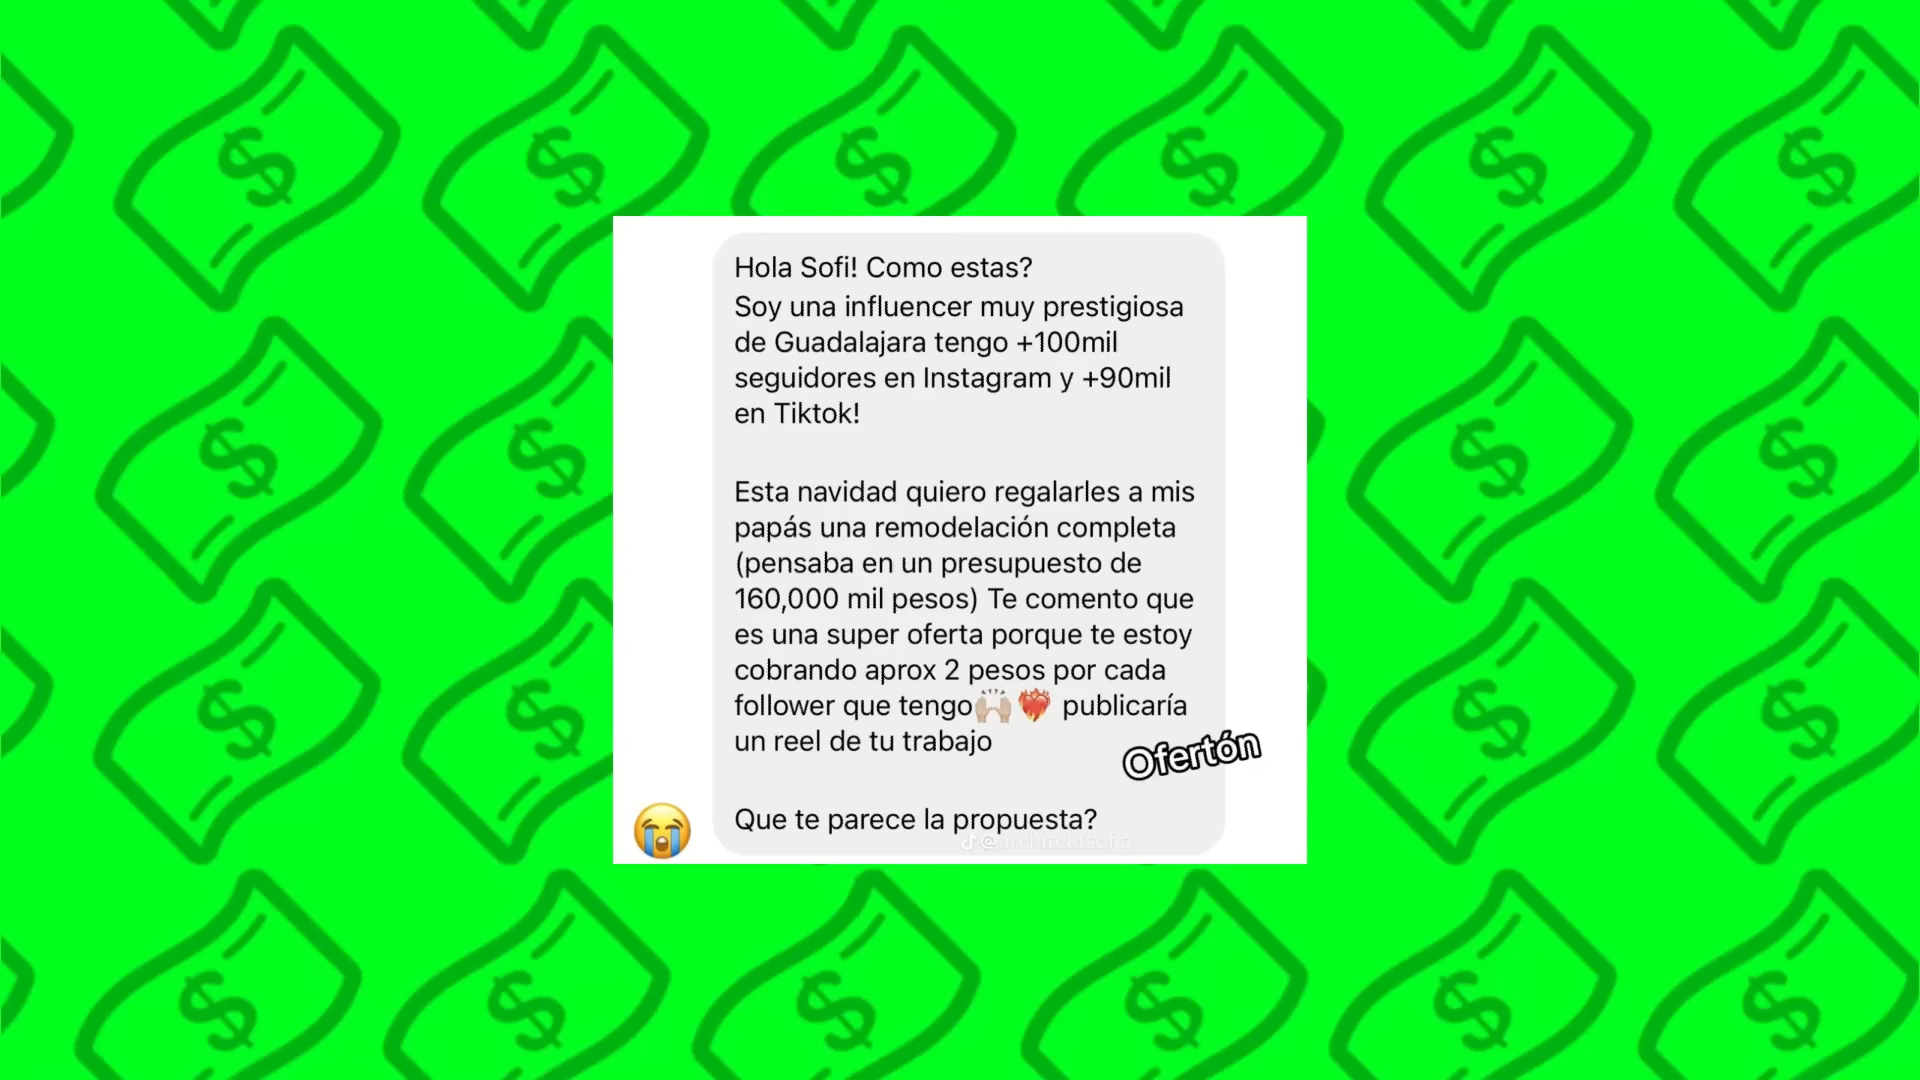 Hola Sofi! Como estas?
Soy una influencer muy prestigiosa
de Guadalajara tengo +100mil
seguidores en Instagram y +90mil
en Tiktok!
Esta navidad quiero regalarles a mis
papás una remodelación completa
(pensaba en un presupuesto de
160,000 mil pesos) Te comento que
es una super oferta porque te estoy
cobrando aprox 2 pesos por cada
follower que tengo🙌🏼❤️‍🔥 publicaría
un reel de tu trabajo
Ofertón
Que te parece la propuesta?